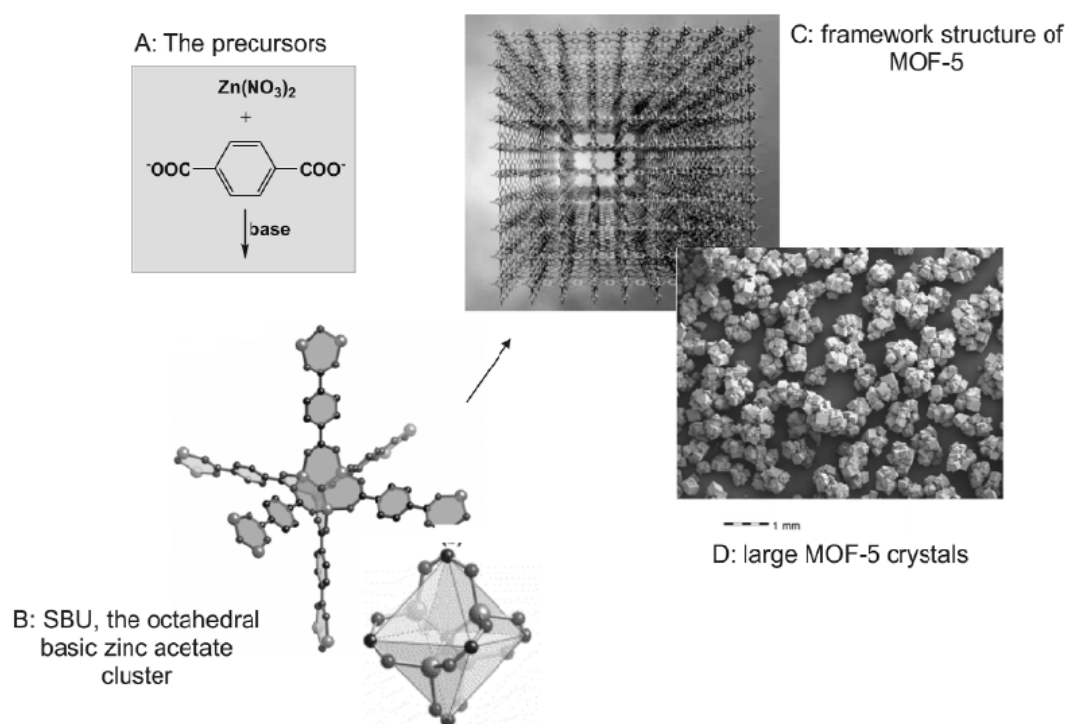 A: The precursors
Zn(NO3)2
+
-OOC
COO-
base
C: framework structure of
MOF-5
1 mm
D: large MOF-5 crystals
B: SBU, the octahedral
basic zinc acetate
cluster